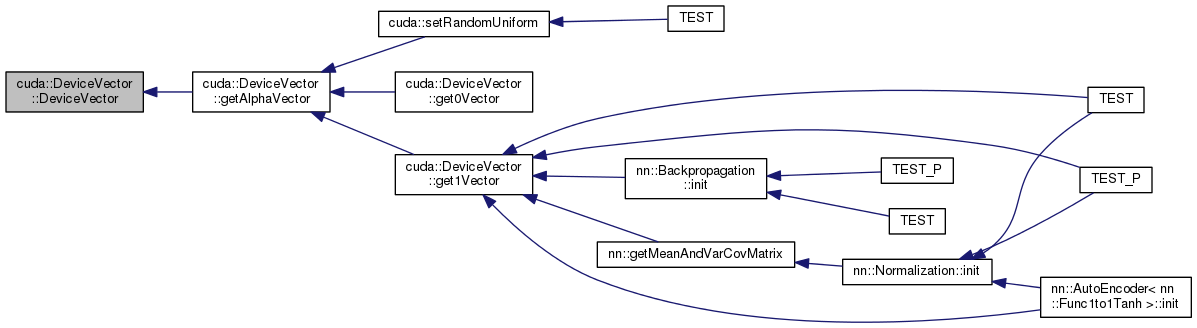 cuda::DeviceVector
::DeviceVector
cuda::DeviceVector
::getAlphaVector
cuda::setRandomUniform
TEST
cuda::DeviceVector
::get0Vector
cuda::DeviceVector
::get1Vector
TEST
nn::Backpropagation
::init
TEST_P
TEST_P
TEST
nn::getMeanAndVarCovMatrix
nn::Normalization::init
nn::AutoEncoder< nn
::Func1to1Tanh >::init